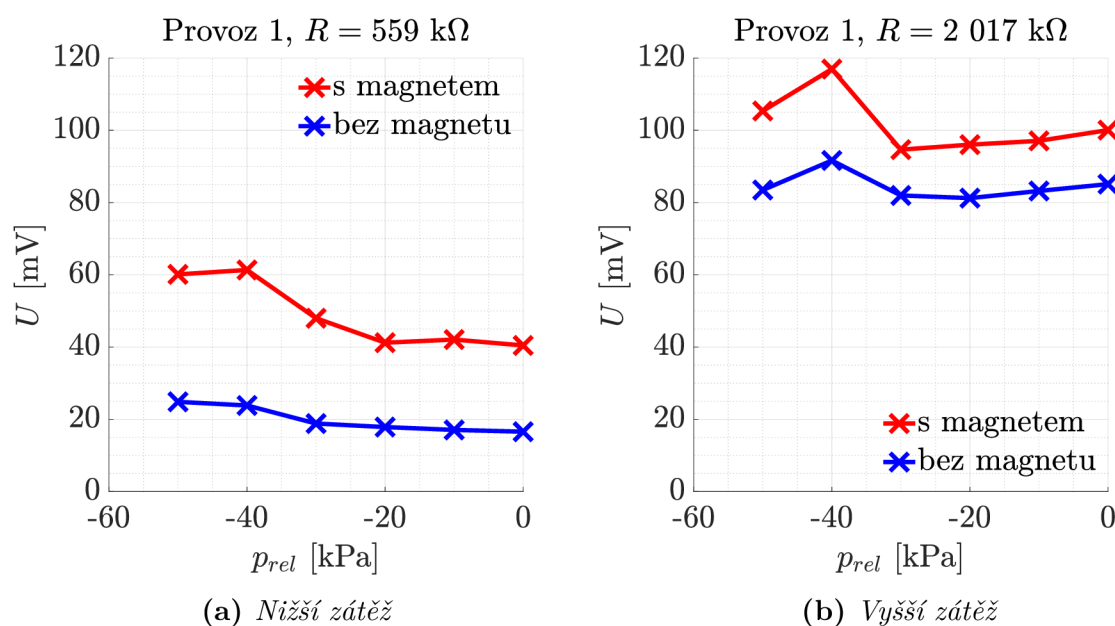 Provoz 1, R = 559 kΩ
120
100
80
60
40
20
0
-60
-40
-20
0
U [mV]
p_rel [kPa]
s magnetem
bez magnetu
(a) Nižší zátěž
Provoz 1, R = 2 017 kΩ
120
100
80
60
40
20
0
-60
-40
-20
0
U [mV]
p_rel [kPa]
s magnetem
bez magnetu
(b) Vyšší zátěž